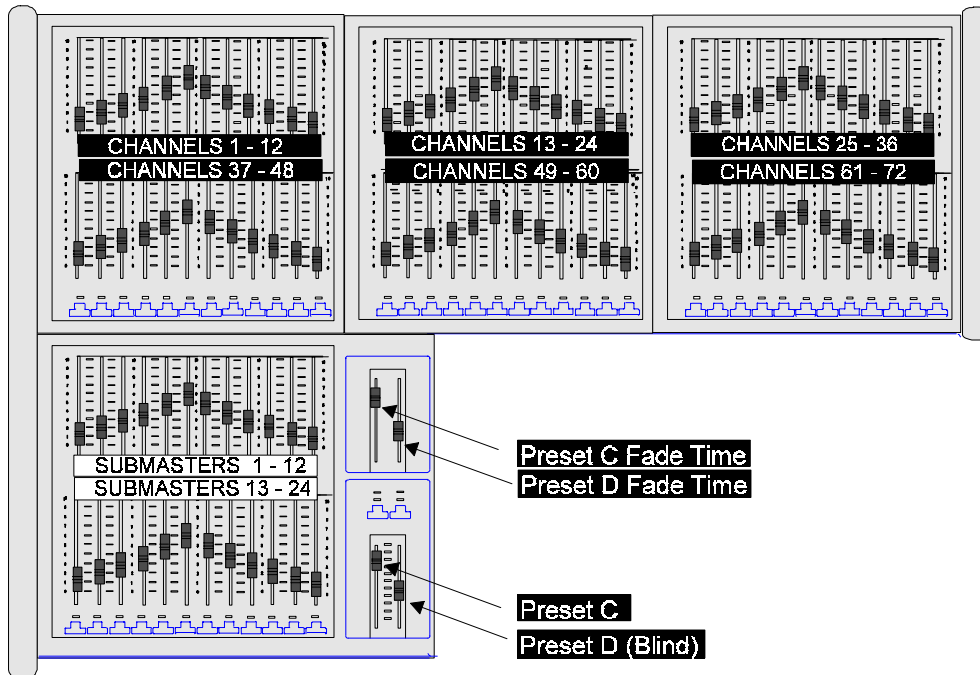 CHANNELS 1 - 12
CHANNELS 37 - 48
CHANNELS 13 - 24
CHANNELS 49 - 60
CHANNELS 25 - 36
CHANNELS 61 - 72
SUBMASTERS 1 - 12
SUBMASTERS 13 - 24
Preset C Fade Time
Preset D Fade Time
Preset C
Preset D (Blind)